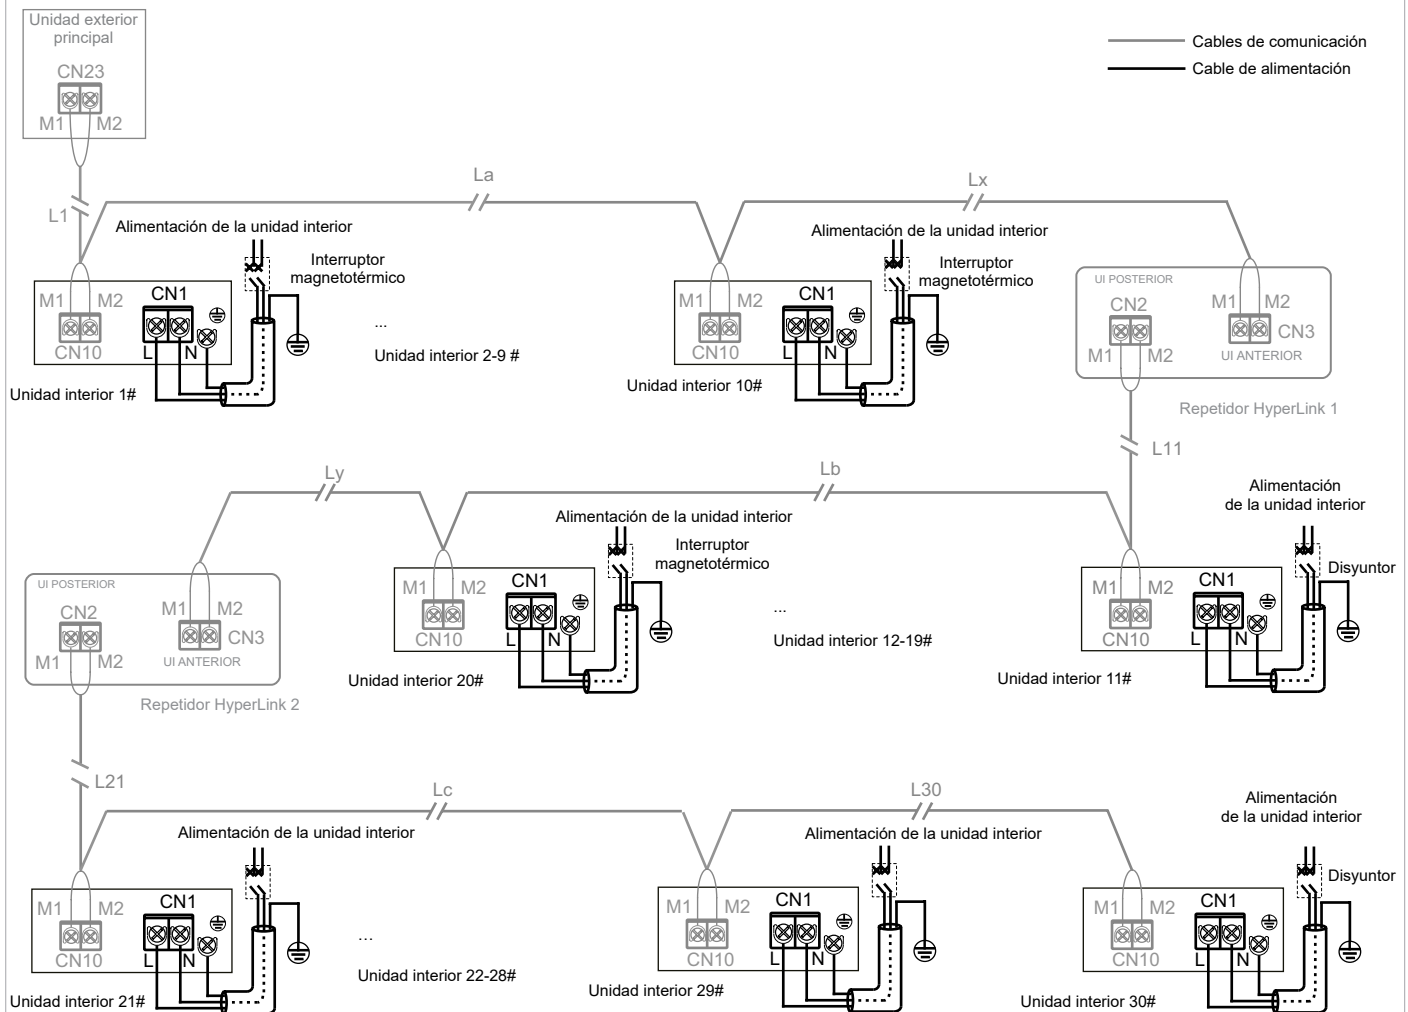 Unidad exterior
principal
CN23
M1 M2
Cables de comunicación
Cable de alimentación
L1
La
Lx
Alimentación de la unidad interior
Interruptor
magnetotérmico
M1 M2
CN1
CN10
L N
Unidad interior 1#
...
Unidad interior 2-9 #
Alimentación de la unidad interior
Interruptor
magnetotérmico
M1 M2
CN1
CN10
L N
Unidad interior 10#
UI POSTERIOR
CN2
M1 M2
M1 M2
CN3
UI ANTERIOR
Repetidor HyperLink 1
L11
Ly
Lb
Alimentación
de la unidad interior
Disyuntor
M1 M2
CN1
CN10
L N
Unidad interior 11#
...
Unidad interior 12-19#
Alimentación de la unidad interior
Interruptor
magnetotérmico
M1 M2
CN1
CN10
L N
Unidad interior 20#
UI POSTERIOR
CN2
M1 M2
M1 M2
CN3
UI ANTERIOR
Repetidor HyperLink 2
L21
Lc
L30
Alimentación de la unidad interior
M1 M2
CN1
CN10
L N
Unidad interior 21#
...
Unidad interior 22-28#
Alimentación de la unidad interior
M1 M2
CN1
CN10
L N
Unidad interior 29#
Alimentación
de la unidad interior
Disyuntor
M1 M2
CN1
CN10
L N
Unidad interior 30#